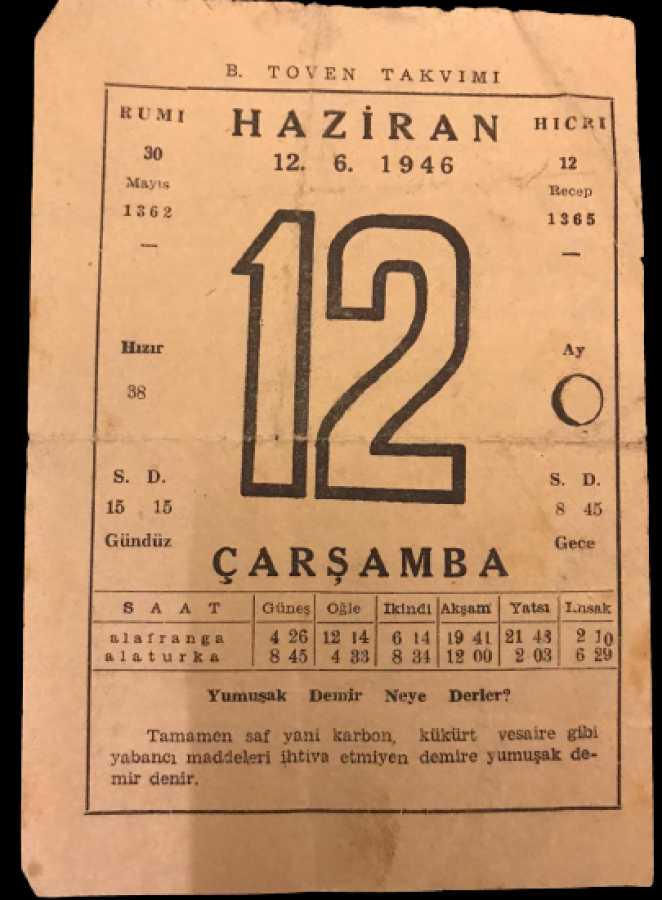 B. TOVEN TAKVIMI
RUMI
HAZİRAN
HICRI
30
12. 6. 1946
12
Mayıs
Recep
1362
1365
—
—
12
Hızır
Ay
38
S. D.
S. D.
15 15
8 45
Gündüz
Gece
ÇARŞAMBA
SAAT Güneş Öğle İkindi Akşam Yatsı İmsak
alafranga 4 26 12 14 6 14 19 41 21 43 2 10
alaturka 8 45 4 33 8 34 12 00 2 03 6 29
Yumuşak Demir Neye Derler?
Tamamen saf yani karbon, kükürt vesaire gibi
yabancı maddeleri ihtiva etmiyen demire yumuşak de-
mir denir.